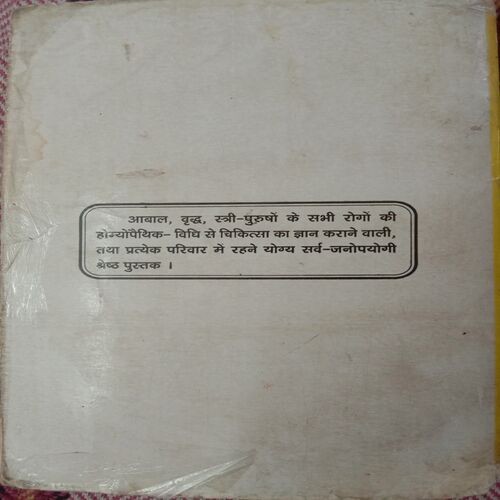 आबाल, वृद्ध, स्त्री-पुरुषों के सभी रोगों की
होम्योपैथिक- विधि से चिकित्सा का ज्ञान कराने वाली,
तथा प्रत्येक परिवार में रहने योग्य सर्व-जनोपयोगी
श्रेष्ठ पुस्तक ।